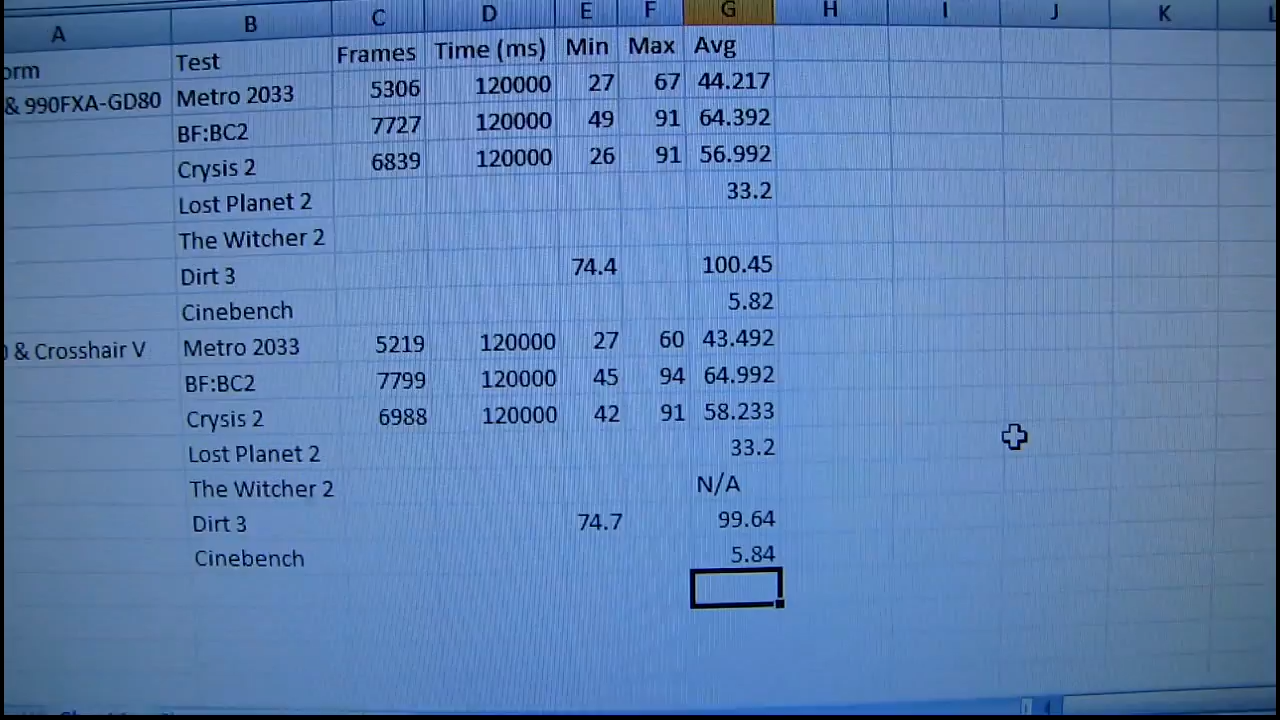 A B C D E F G H I J K L
orm Test Frames Time (ms) Min Max Avg
& 990FXA-GD80 Metro 2033 5306 120000 27 67 44.217
BF:BC2 7727 120000 49 91 64.392
Crysis 2 6839 120000 26 91 56.992
Lost Planet 2 33.2
The Witcher 2
Dirt 3 74.4 100.45
Cinebench 5.82
& Crosshair V Metro 2033 5219 120000 27 60 43.492
BF:BC2 7799 120000 45 94 64.992
Crysis 2 6988 120000 42 91 58.233
Lost Planet 2 33.2
The Witcher 2 N/A
Dirt 3 74.7 99.64
Cinebench 5.84